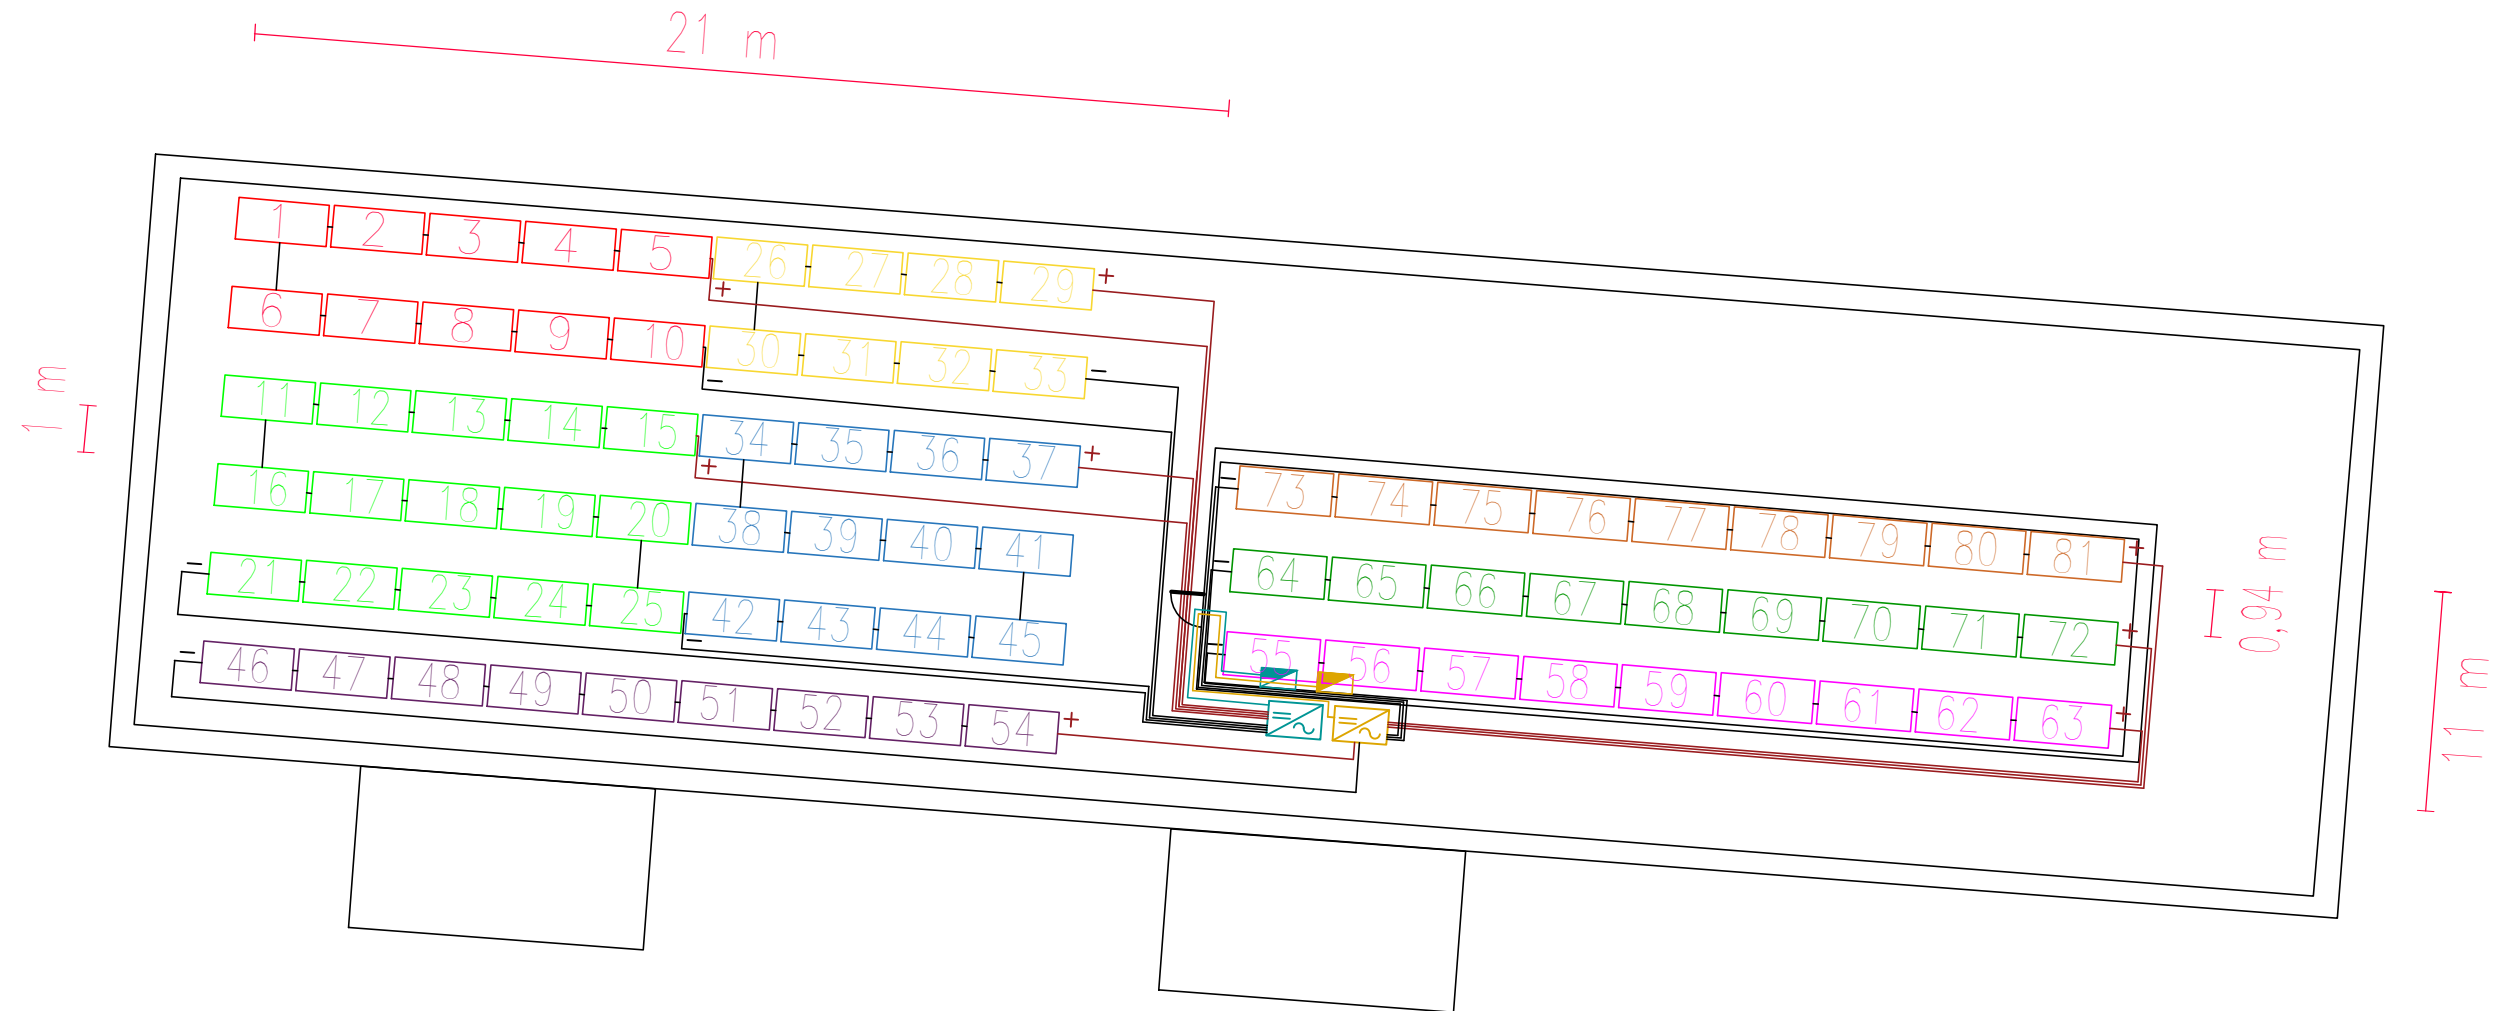 21 m
1 2 3 4 5 26 27 28 29 +
+
6 7 8 9 10 30 31 32 33 −
−
1 m
11 12 13 14 15 34 35 36 37 +
+
16 17 18 19 20 38 39 40 41
− 21 22 23 24 25 42 43 44 45
−
− 46 47 48 49 50 51 52 53 54 +
− 73 74 75 76 77 78 79 80 81 +
− 64 65 66 67 68 69 70 71 72 +
− 55 56 57 58 59 60 61 62 63 +
0,94 m
11 m